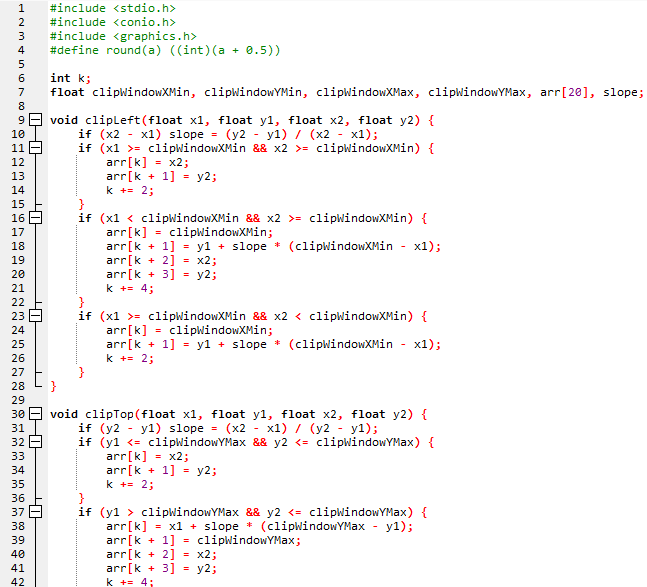 1 #include <stdio.h>
2 #include <conio.h>
3 #include <graphics.h>
4 #define round(a) ((int)(a + 0.5))
5
6 int k;
7 float clipWindowXMin, clipWindowYMin, clipWindowXMax, clipWindowYMax, arr[20], slope;
8
9 void clipLeft(float x1, float y1, float x2, float y2) {
10     if (x2 - x1) slope = (y2 - y1) / (x2 - x1);
11     if (x1 >= clipWindowXMin && x2 >= clipWindowXMin) {
12         arr[k] = x2;
13         arr[k + 1] = y2;
14         k += 2;
15     }
16     if (x1 < clipWindowXMin && x2 >= clipWindowXMin) {
17         arr[k] = clipWindowXMin;
18         arr[k + 1] = y1 + slope * (clipWindowXMin - x1);
19         arr[k + 2] = x2;
20         arr[k + 3] = y2;
21         k += 4;
22     }
23     if (x1 >= clipWindowXMin && x2 < clipWindowXMin) {
24         arr[k] = clipWindowXMin;
25         arr[k + 1] = y1 + slope * (clipWindowXMin - x1);
26         k += 2;
27     }
28 }
29
30 void clipTop(float x1, float y1, float x2, float y2) {
31     if (y2 - y1) slope = (x2 - x1) / (y2 - y1);
32     if (y1 <= clipWindowYMax && y2 <= clipWindowYMax) {
33         arr[k] = x2;
34         arr[k + 1] = y2;
35         k += 2;
36     }
37     if (y1 > clipWindowYMax && y2 <= clipWindowYMax) {
38         arr[k] = x1 + slope * (clipWindowYMax - y1);
39         arr[k + 1] = clipWindowYMax;
40         arr[k + 2] = x2;
41         arr[k + 3] = y2;
42         k += 4;